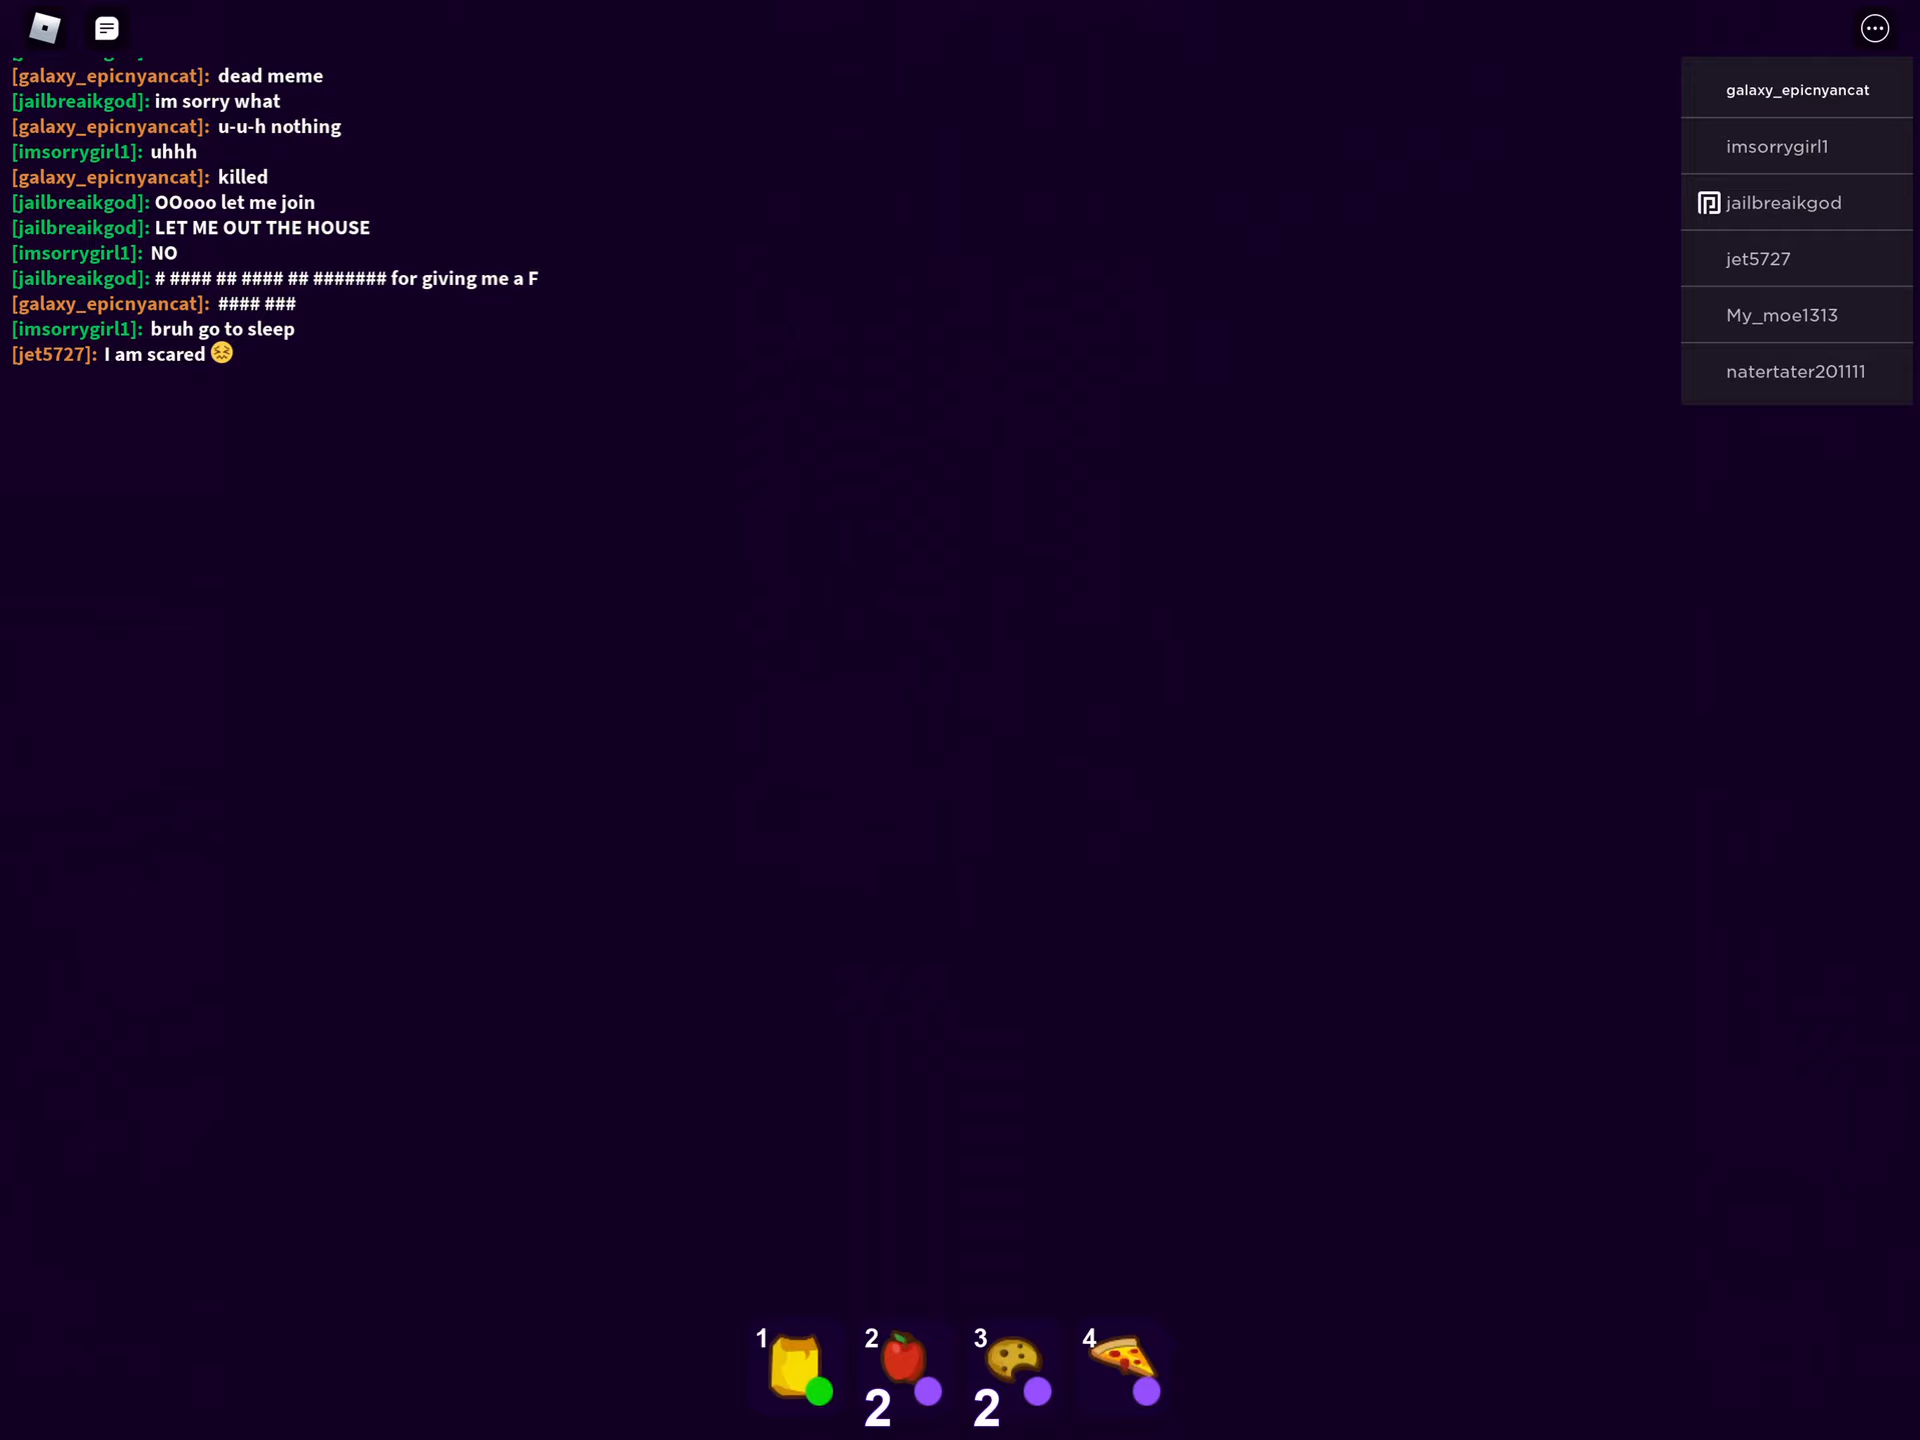 [galaxy_epicnyancat]: dead meme
[jailbreaikgod]: im sorry what
[galaxy_epicnyancat]: u-u-h nothing
[imsorrygirl1]: uhhh
[galaxy_epicnyancat]: killed
[jailbreaikgod]: OOooo let me join
[jailbreaikgod]: LET ME OUT THE HOUSE
[imsorrygirl1]: NO
[jailbreaikgod]: # #### ## #### ## ####### for giving me a F
[galaxy_epicnyancat]: #### ###
[imsorrygirl1]: bruh go to sleep
[jet5727]: I am scared 😖
galaxy_epicnyancat
imsorrygirl1
jailbreaikgod
jet5727
My_moe1313
natertater201111
1 2 3 4
2 2